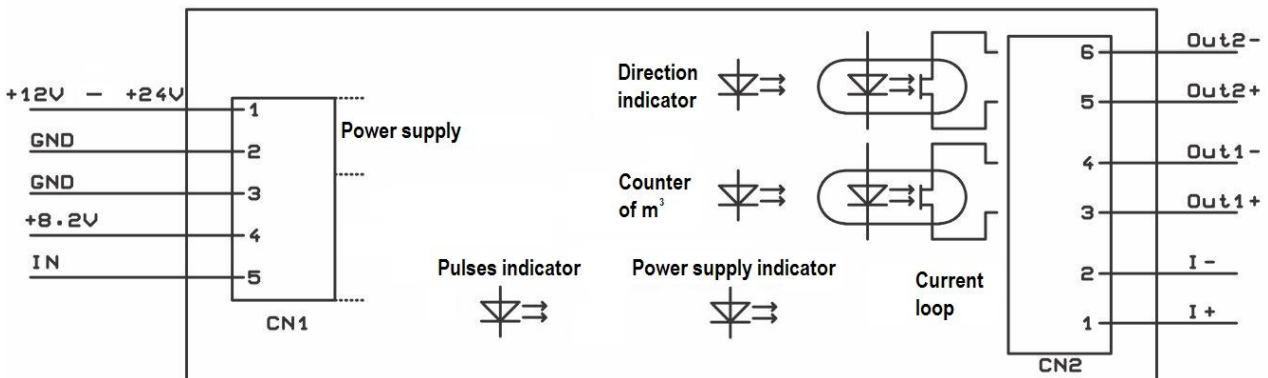 +12V - +24V
1
Power supply
GND
2
GND
3
+8.2V
4
IN
5
CN1
Pulses indicator
Power supply indicator
Direction
indicator
Counter
of m³
Current
loop
6
Out2-
5
Out2+
4
Out1-
3
Out1+
2
I-
1
I+
CN2